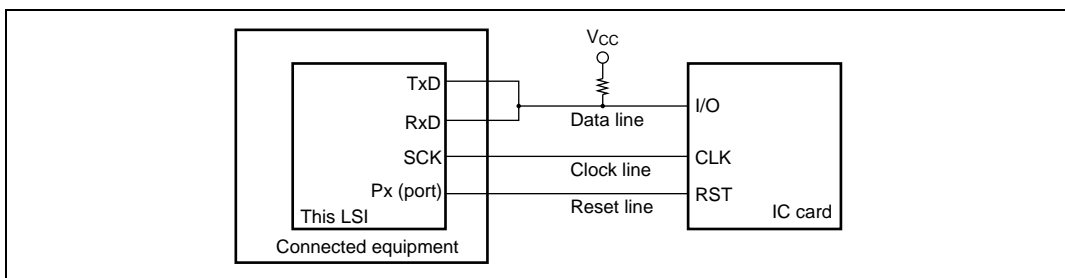 VCC
TxD
RxD
SCK
Px (port)
This LSI
Connected equipment
Data line
Clock line
Reset line
I/O
CLK
RST
IC card